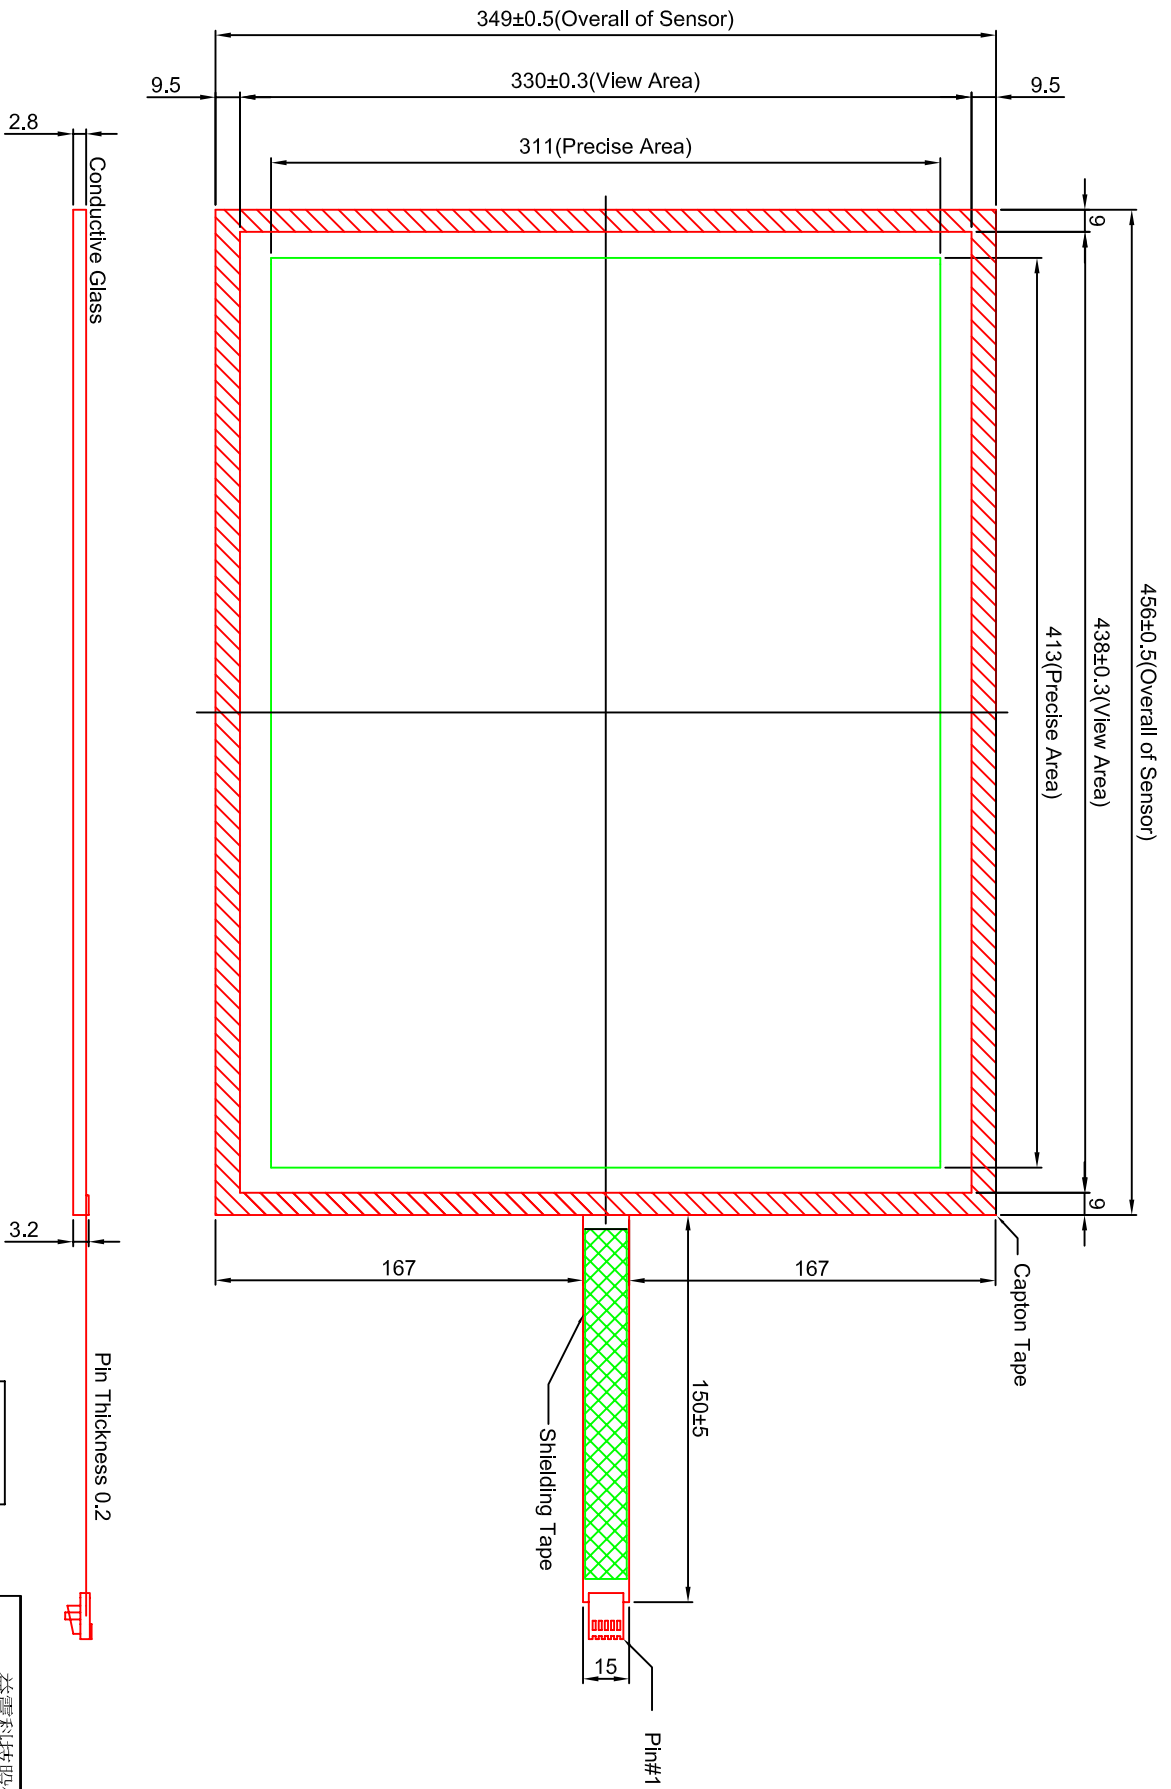 349±0.5(Overall of Sensor)
9.5
330±0.3(View Area)
9.5
2.8
311(Precise Area)
Conductive Glass
9
456±0.5(Overall of Sensor)
438±0.3(View Area)
413(Precise Area)
9
3.2
167
167
Capton Tape
Pin Thickness 0.2
150±5
Shielding Tape
15
Pin#1